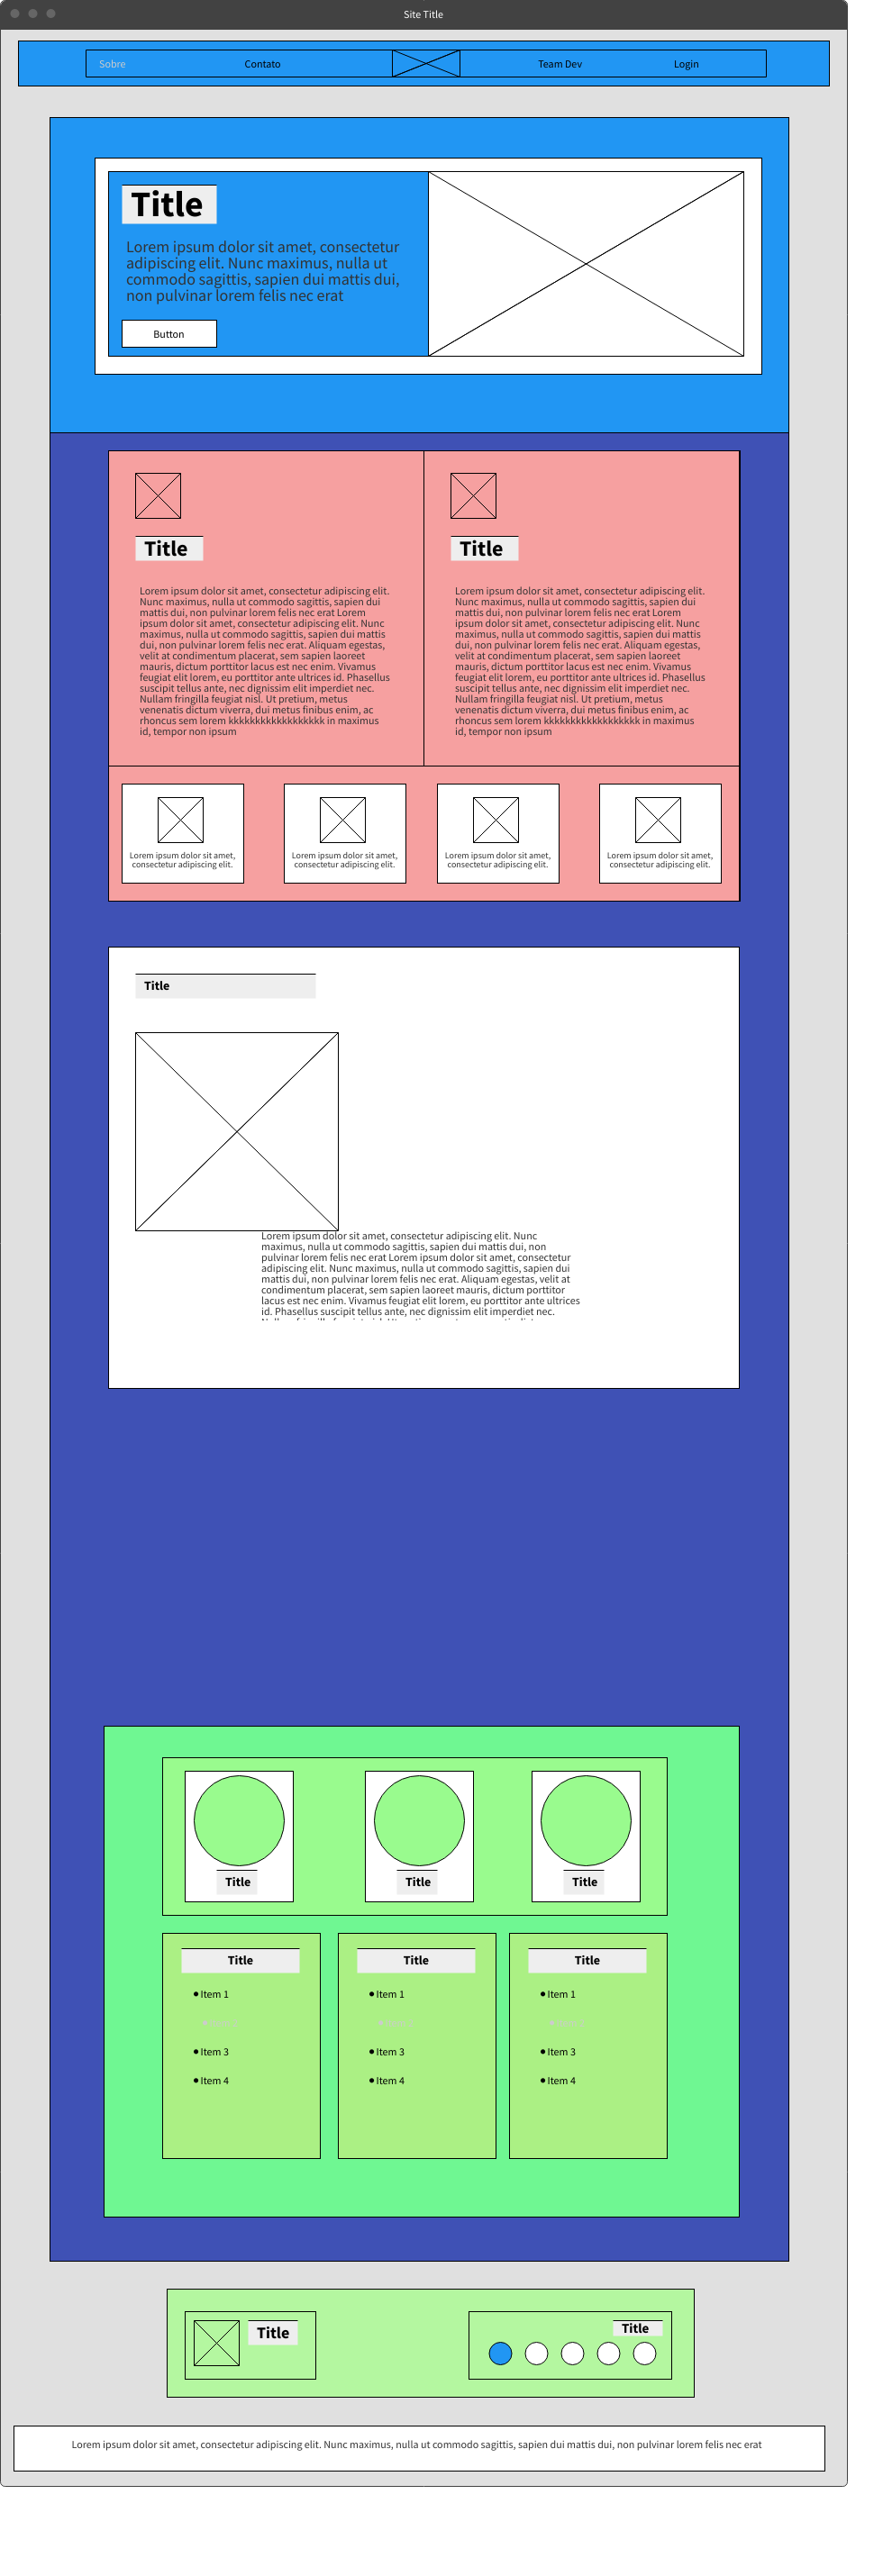 Site Title
Sobre
Contato
Team Dev
Login
Title
Lorem ipsum dolor sit amet, consectetur
adipiscing elit. Nunc maximus, nulla ut
commodo sagittis, sapien dui mattis dui,
non pulvinar lorem felis nec erat
Button
Title
Lorem ipsum dolor sit amet, consectetur adipiscing elit.
Nunc maximus, nulla ut commodo sagittis, sapien dui
mattis dui, non pulvinar lorem felis nec erat Lorem
ipsum dolor sit amet, consectetur adipiscing elit. Nunc
maximus, nulla ut commodo sagittis, sapien dui mattis
dui, non pulvinar lorem felis nec erat. Aliquam egestas,
velit at condimentum placerat, sem sapien laoreet
mauris, dictum porttitor lacus est nec enim. Vivamus
feugiat elit lorem, eu porttitor ante ultrices id. Phasellus
suscipit tellus ante, nec dignissim elit imperdiet nec.
Nullam fringilla feugiat nisl. Ut pretium, metus
venenatis dictum viverra, dui metus finibus enim, ac
rhoncus sem lorem kkkkkkkkkkkkkkkkkk in maximus
id, tempor non ipsum
Title
Lorem ipsum dolor sit amet, consectetur adipiscing elit.
Nunc maximus, nulla ut commodo sagittis, sapien dui
mattis dui, non pulvinar lorem felis nec erat Lorem
ipsum dolor sit amet, consectetur adipiscing elit. Nunc
maximus, nulla ut commodo sagittis, sapien dui mattis
dui, non pulvinar lorem felis nec erat. Aliquam egestas,
velit at condimentum placerat, sem sapien laoreet
mauris, dictum porttitor lacus est nec enim. Vivamus
feugiat elit lorem, eu porttitor ante ultrices id. Phasellus
suscipit tellus ante, nec dignissim elit imperdiet nec.
Nullam fringilla feugiat nisl. Ut pretium, metus
venenatis dictum viverra, dui metus finibus enim, ac
rhoncus sem lorem kkkkkkkkkkkkkkkkkk in maximus
id, tempor non ipsum
Lorem ipsum dolor sit amet,
consectetur adipiscing elit.
Lorem ipsum dolor sit amet,
consectetur adipiscing elit.
Lorem ipsum dolor sit amet,
consectetur adipiscing elit.
Lorem ipsum dolor sit amet,
consectetur adipiscing elit.
Title
Lorem ipsum dolor sit amet, consectetur adipiscing elit. Nunc
maximus, nulla ut commodo sagittis, sapien dui mattis dui, non
pulvinar lorem felis nec erat Lorem ipsum dolor sit amet, consectetur
adipiscing elit. Nunc maximus, nulla ut commodo sagittis, sapien dui
mattis dui, non pulvinar lorem felis nec erat. Aliquam egestas, velit at
condimentum placerat, sem sapien laoreet mauris, dictum porttitor
lacus est nec enim. Vivamus feugiat elit lorem, eu porttitor ante ultrices
id. Phasellus suscipit tellus ante, nec dignissim elit imperdiet nec.
Title
Title
Title
Title
Item 1
Item 3
Item 4
Title
Item 1
Item 3
Item 4
Title
Item 1
Item 3
Item 4
Title
Title
Lorem ipsum dolor sit amet, consectetur adipiscing elit. Nunc maximus, nulla ut commodo sagittis, sapien dui mattis dui, non pulvinar lorem felis nec erat